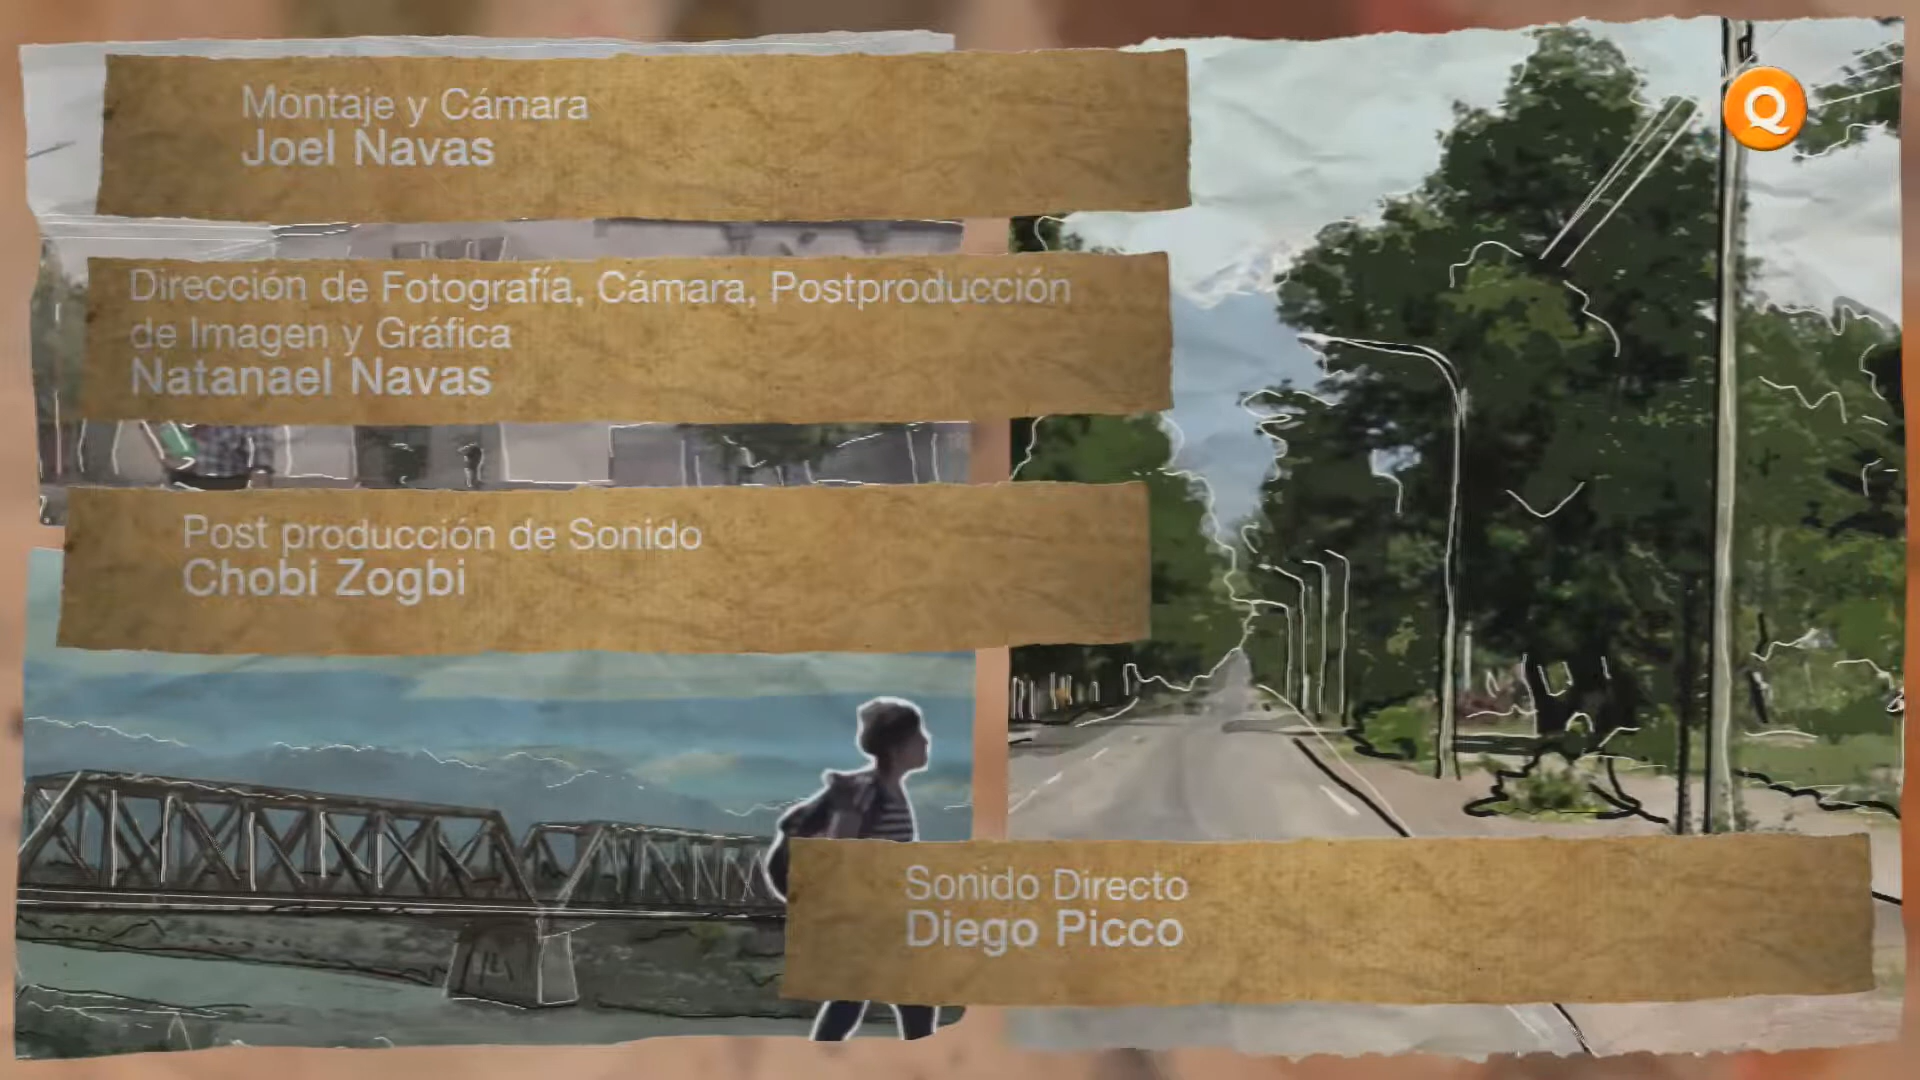 Montaje y Cámara
Joel Navas
Q
Dirección de Fotografía, Cámara, Postproducción
de Imagen y Gráfica
Natanael Navas
Post producción de Sonido
Chobi Zogbi
Sonido Directo
Diego Picco